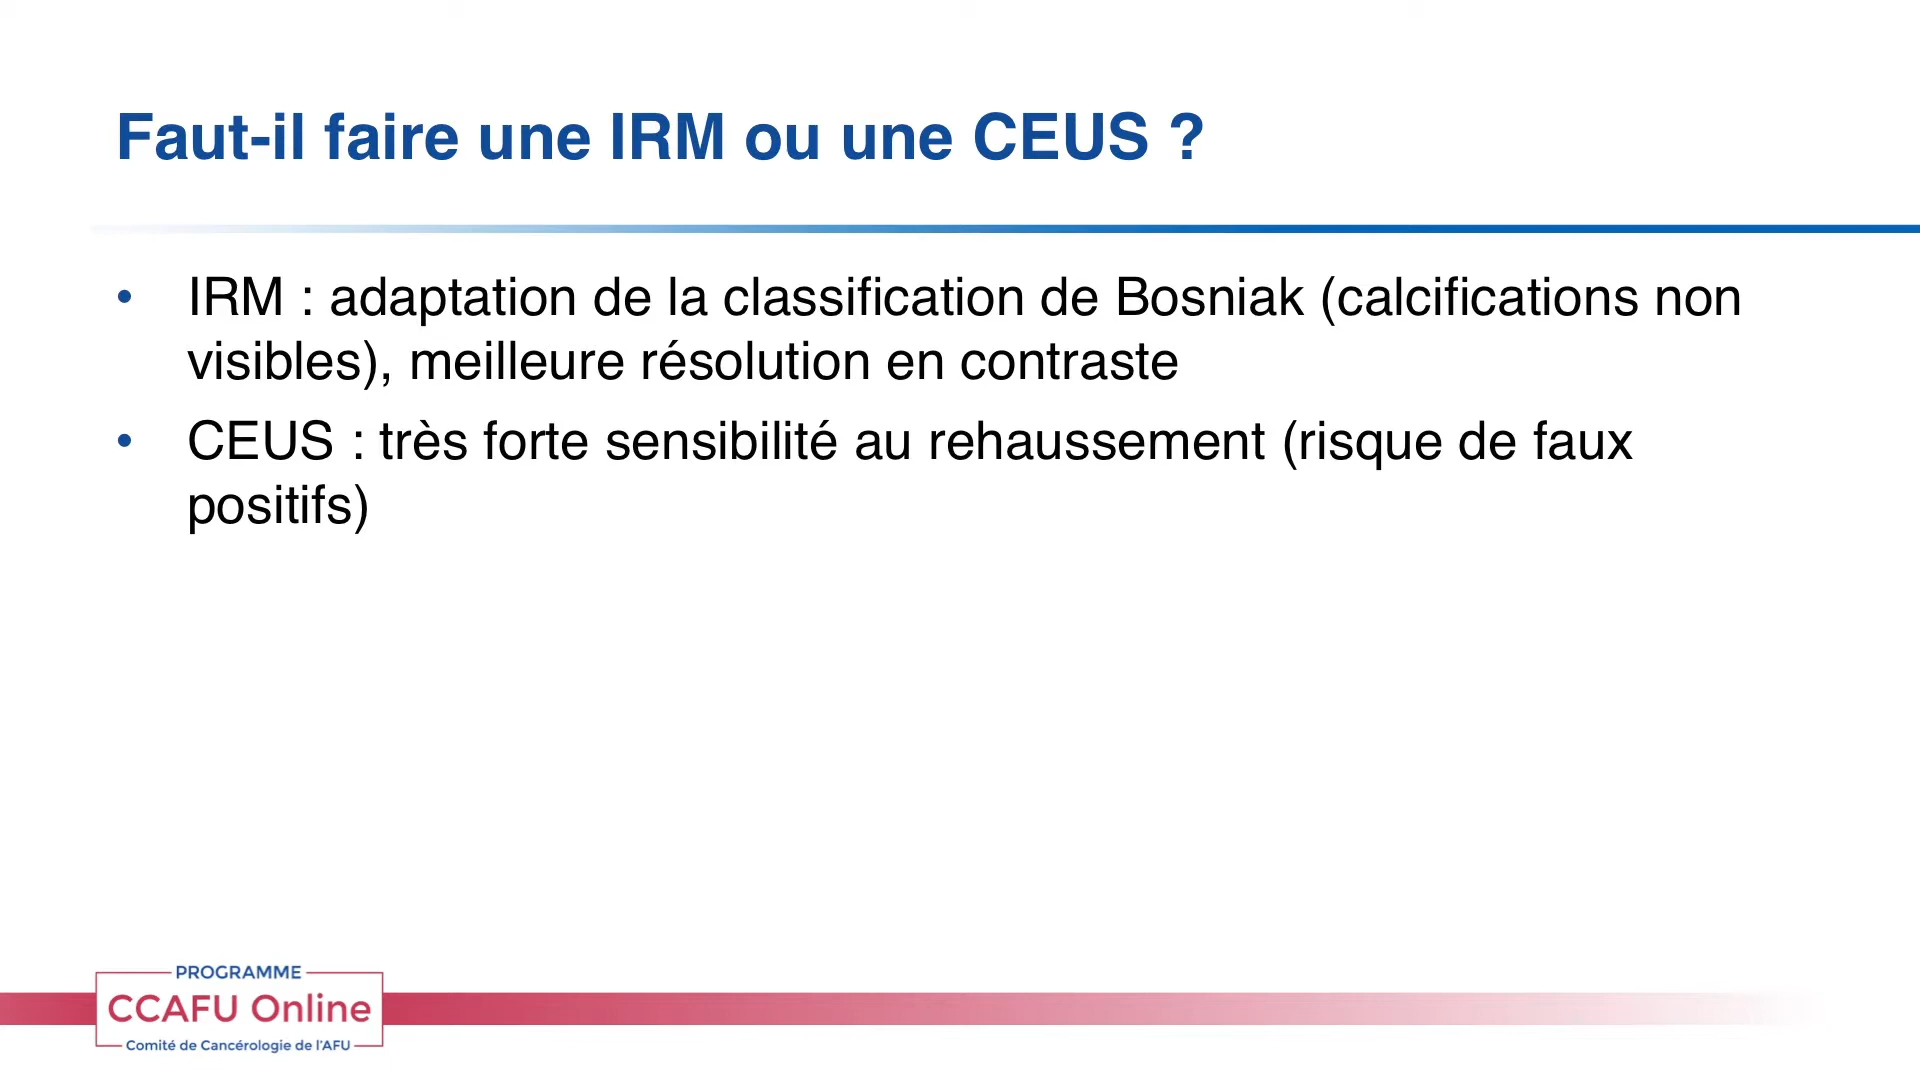 Faut-il faire une IRM ou une CEUS ?
• IRM : adaptation de la classification de Bosniak (calcifications non
visibles), meilleure résolution en contraste
• CEUS : très forte sensibilité au rehaussement (risque de faux
positifs)
PROGRAMME
CCAFU Online
Comité de Cancérologie de l'AFU